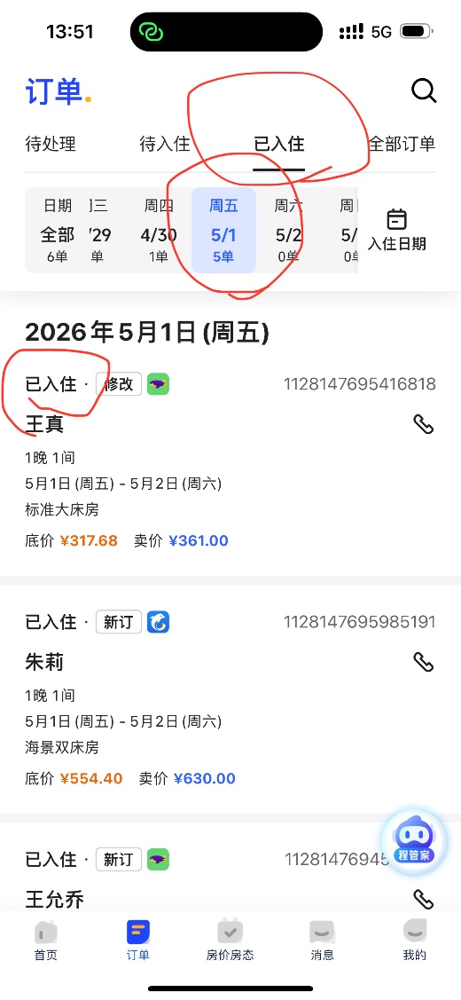 13:51 5G
订单.
待处理 待入住 已入住 全部订单
日期 周三 周四 周五 周六 周
全部 /29 4/30 5/1 5/2 5/
6单 单 1单 5单 0单 0单
入住日期
2026年5月1日(周五)
已入住 · 修改 1128147695416818
王真
1晚 1间
5月1日(周五) - 5月2日(周六)
标准大床房
底价 ¥317.68 卖价 ¥361.00
已入住 · 新订 1128147695985191
朱莉
1晚 1间
5月1日(周五) - 5月2日(周六)
海景双床房
底价 ¥554.40 卖价 ¥630.00
已入住 · 新订 11281476945
程管家
王允乔
首页 订单 房价房态 消息 我的